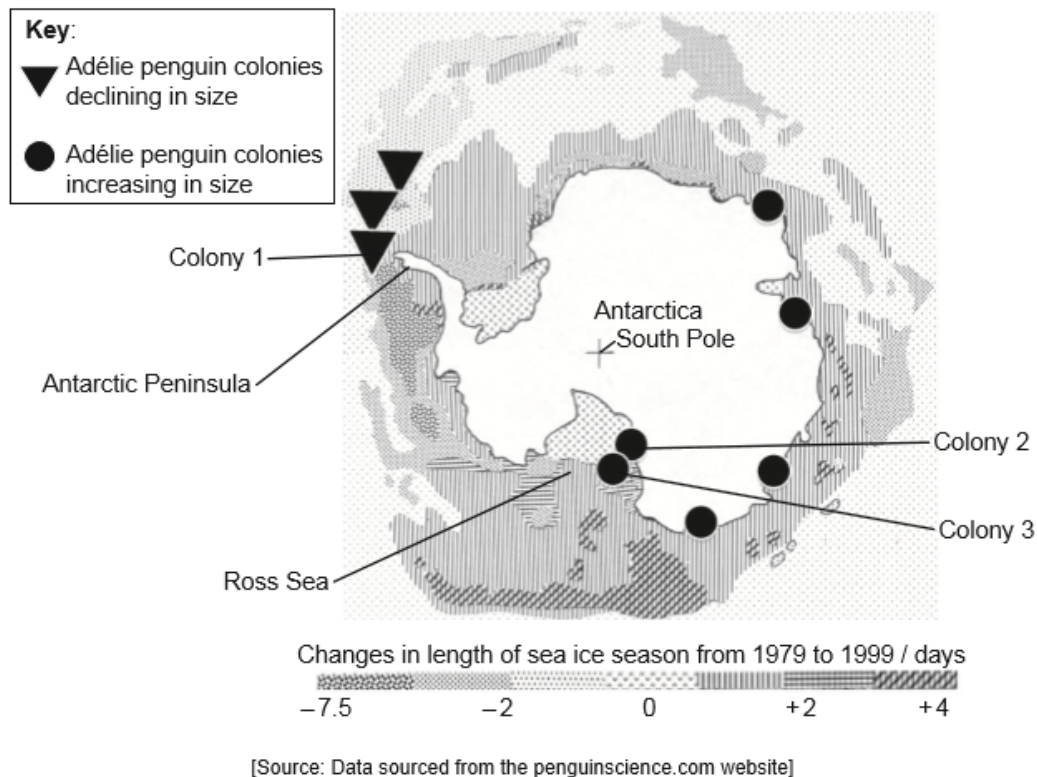 Key:
Adélie penguin colonies
declining in size
Adélie penguin colonies
increasing in size
Colony 1
Antarctica
South Pole
Antarctic Peninsula
Colony 2
Colony 3
Ross Sea
Changes in length of sea ice season from 1979 to 1999 / days
–7.5 –2 0 +2 +4
[Source: Data sourced from the penguinscience.com website]